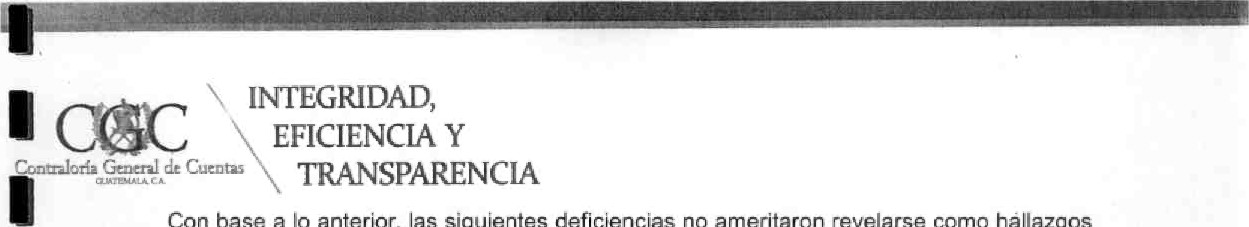 INTEGRIDAD,
CGC
EFICIENCIA Y
Contraloría General de Cuentas
TRANSPARENCIA
GUATEMALA, C.A.
Con base a lo anterior, las siguientes deficiencias no ameritaron revelarse como hallazgos